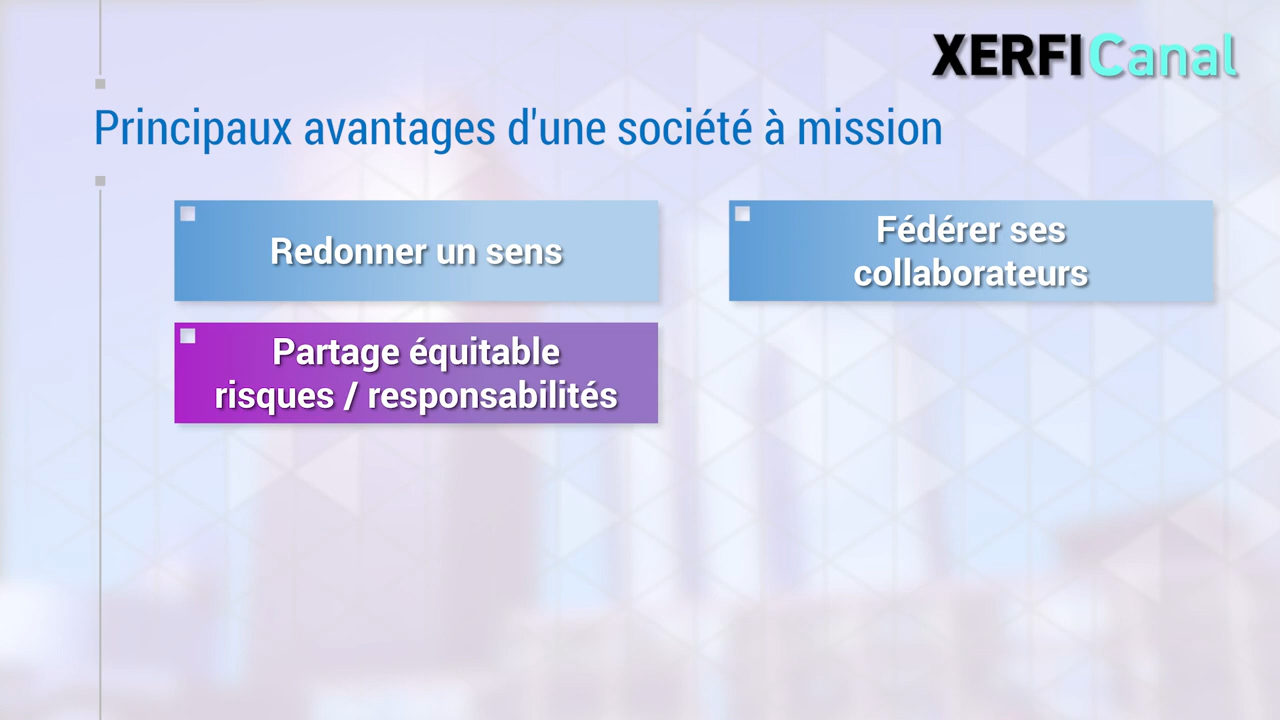 XERFICanal
Principaux avantages d'une société à mission
Redonner un sens
Fédérer ses
collaborateurs
Partage équitable
risques / responsabilités